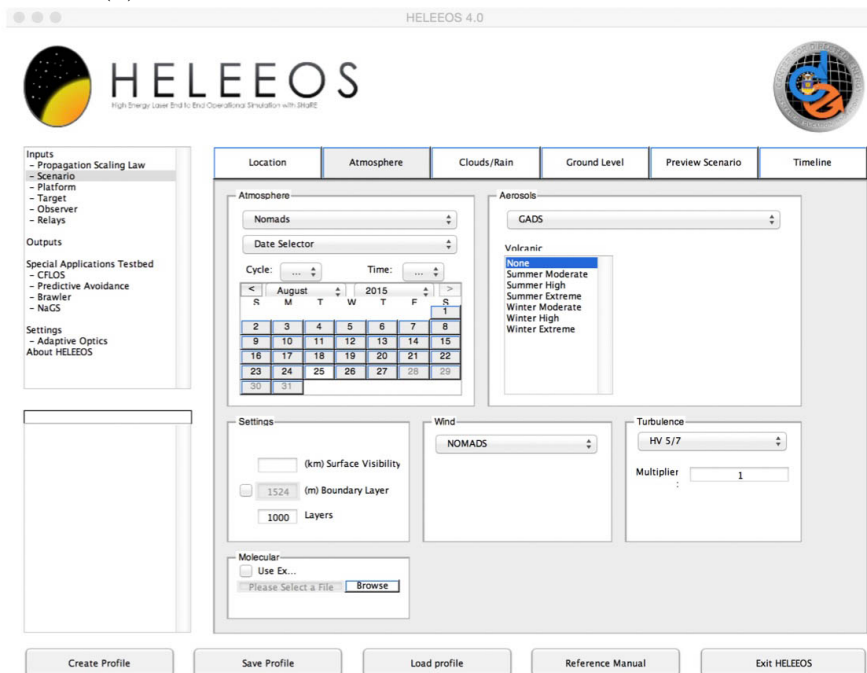 HELEEOS 4.0
HELEEOS
High Energy Laser End to End Operational Simulation with SHaRE
Inputs
- Propagation Scaling Law
- Scenario
- Platform
- Target
- Observer
- Relays
Outputs
Special Applications Testbed
- CFLOS
- Predictive Avoidance
- Brawler
- NaGS
Settings
- Adaptive Optics
About HELEEOS
Location Atmosphere Clouds/Rain Ground Level Preview Scenario Timeline
Atmosphere
Nomads
Date Selector
Cycle: ... Time: ...
< August 2015 >
S M T W T F S
1
2 3 4 5 6 7 8
9 10 11 12 13 14 15
16 17 18 19 20 21 22
23 24 25 26 27 28 29
30 31
Aerosols
GADS
Volcanic
None
Summer Moderate
Summer High
Summer Extreme
Winter Moderate
Winter High
Winter Extreme
Settings
(km) Surface Visibility
1524 (m) Boundary Layer
1000 Layers
Wind
NOMADS
Turbulence
HV 5/7
Multiplier
: 1
Molecular
Use Ex...
Please Select a File Browse
Create Profile Save Profile Load profile Reference Manual Exit HELEEOS